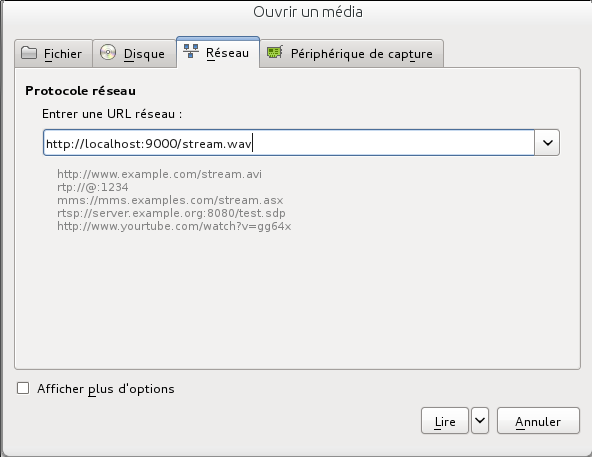 Ouvrir un média
Fichier
Disque
Réseau
Périphérique de capture
Protocole réseau
Entrer une URL réseau :
http://localhost:9000/stream.wav
http://www.example.com/stream.avi
rtp://@:1234
mms://mms.examples.com/stream.asx
rtsp://server.example.org:8080/test.sdp
http://www.yourtube.com/watch?v=gg64x
Afficher plus d'options
Lire
Annuler